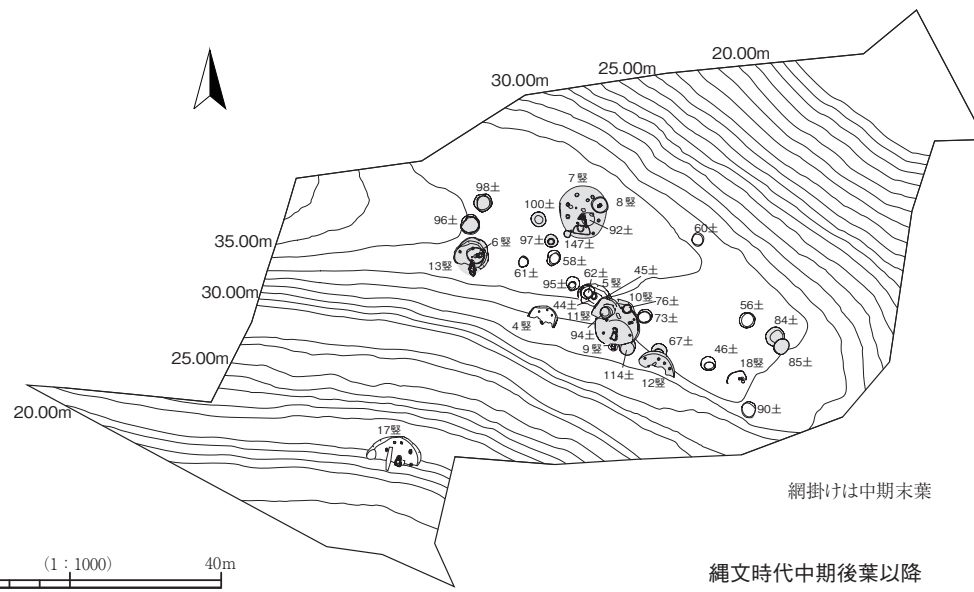 20.00m
25.00m
30.00m
7竪
98土
100土
8竪
96土
92土
60土
97土
147土
35.00m
6竪
58土
13竪
61土
62土
45土
95土
5竪
30.00m
10竪
76土
44土
56土
11竪
73土
84土
4竪
94土
67土
9竪
46土
85土
25.00m
18竪
114土
12竪
20.00m
90土
17竪
網掛けは中期末葉
(1：1000)
40m
縄文時代中期後葉以降